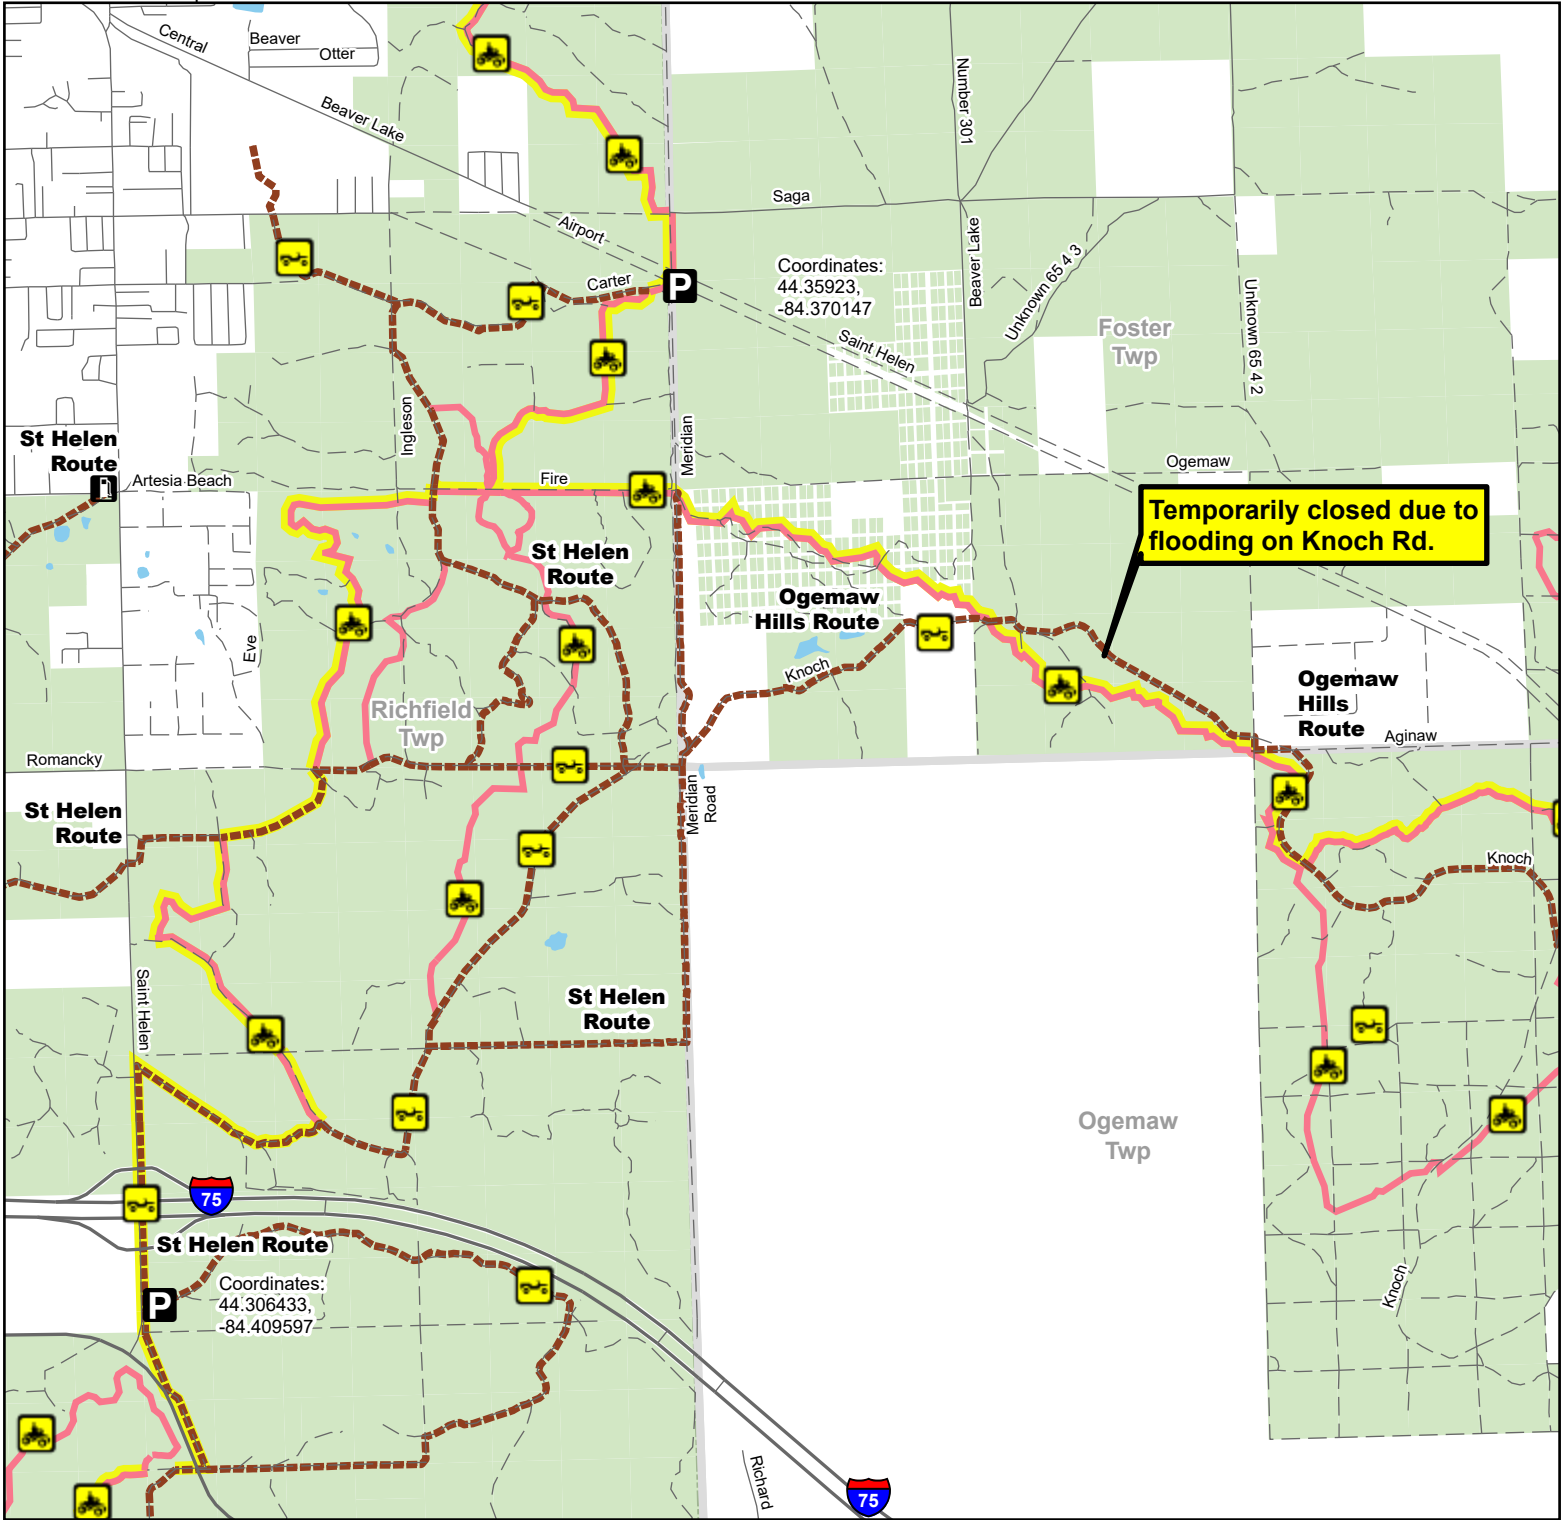 Central
Beaver
Otter
Beaver Lake
Number 301
Saga
Airport
Carter
P
Coordinates:
44.35923,
-84.370147
Beaver Lake
Unknown 65 4 3
Unknown 65 4 2
Foster
Twp
Saint Helen
Ingleson
Meridian
St Helen
Route
Artesia Beach
Fire
Ogemaw
Temporarily closed due to
flooding on Knoch Rd.
St Helen
Route
Ogemaw
Hills Route
Eve
Knoch
Richfield
Twp
Ogemaw
Hills
Route
Aginaw
Romancky
Meridian
Road
St Helen
Route
Knoch
Saint Helen
St Helen
Route
Ogemaw
Twp
75
St Helen Route
P
Coordinates:
44.306433,
-84.409597
Knoch
Richard
75